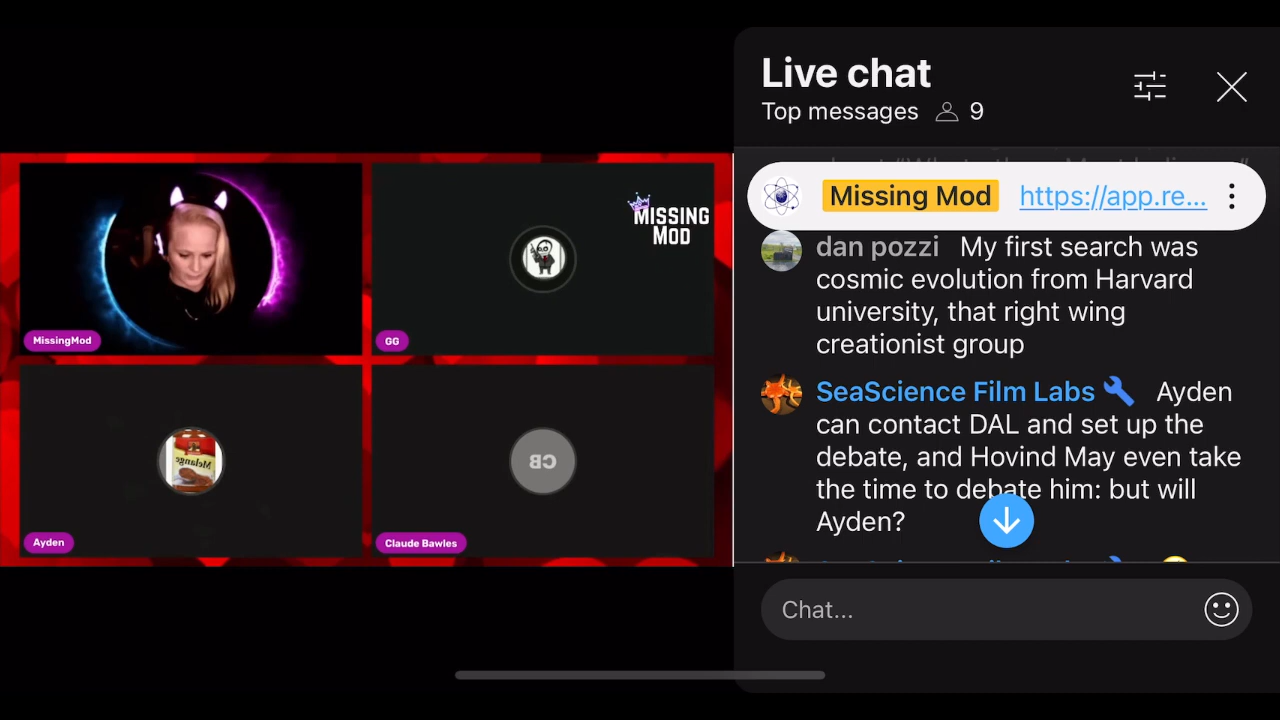 Live chat
Top messages 9
Missing Mod https://app.re...
dan pozzi My first search was
cosmic evolution from Harvard
university, that right wing
creationist group
SeaScience Film Labs Ayden
can contact DAL and set up the
debate, and Hovind May even take
the time to debate him: but will
Ayden?
Chat...
MISSING
MOD
MissingMod
GG
Melange
CB
Ayden
Claude Bawles